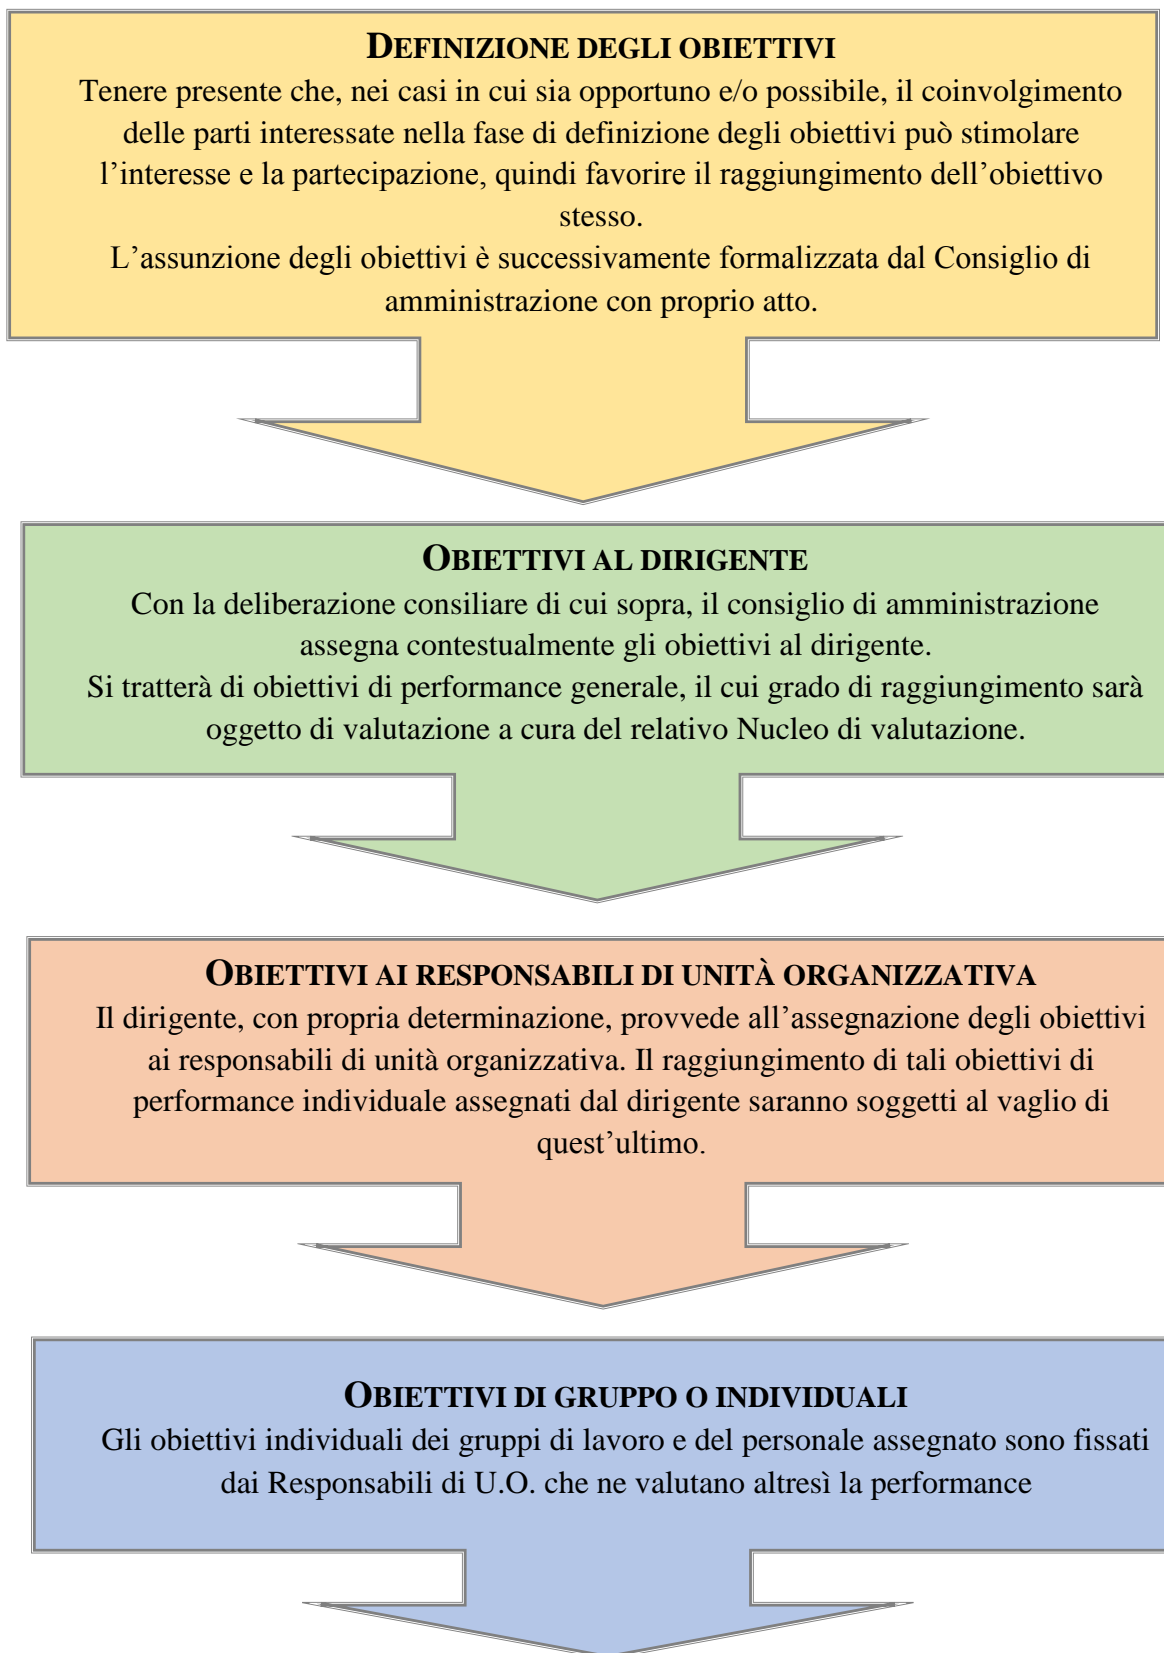 DEFINIZIONE DEGLI OBIETTIVI
Tenere presente che, nei casi in cui sia opportuno e/o possibile, il coinvolgimento
delle parti interessate nella fase di definizione degli obiettivi può stimolare
l’interesse e la partecipazione, quindi favorire il raggiungimento dell’obiettivo
stesso.
L’assunzione degli obiettivi è successivamente formalizzata dal Consiglio di
amministrazione con proprio atto.
OBIETTIVI AL DIRIGENTE
Con la deliberazione consiliare di cui sopra, il consiglio di amministrazione
assegna contestualmente gli obiettivi al dirigente.
Si tratterà di obiettivi di performance generale, il cui grado di raggiungimento sarà
oggetto di valutazione a cura del relativo Nucleo di valutazione.
OBIETTIVI AI RESPONSABILI DI UNITÀ ORGANIZZATIVA
Il dirigente, con propria determinazione, provvede all’assegnazione degli obiettivi
ai responsabili di unità organizzativa. Il raggiungimento di tali obiettivi di
performance individuale assegnati dal dirigente saranno soggetti al vaglio di
quest’ultimo.
OBIETTIVI DI GRUPPO O INDIVIDUALI
Gli obiettivi individuali dei gruppi di lavoro e del personale assegnato sono fissati
dai Responsabili di U.O. che ne valutano altresì la performance